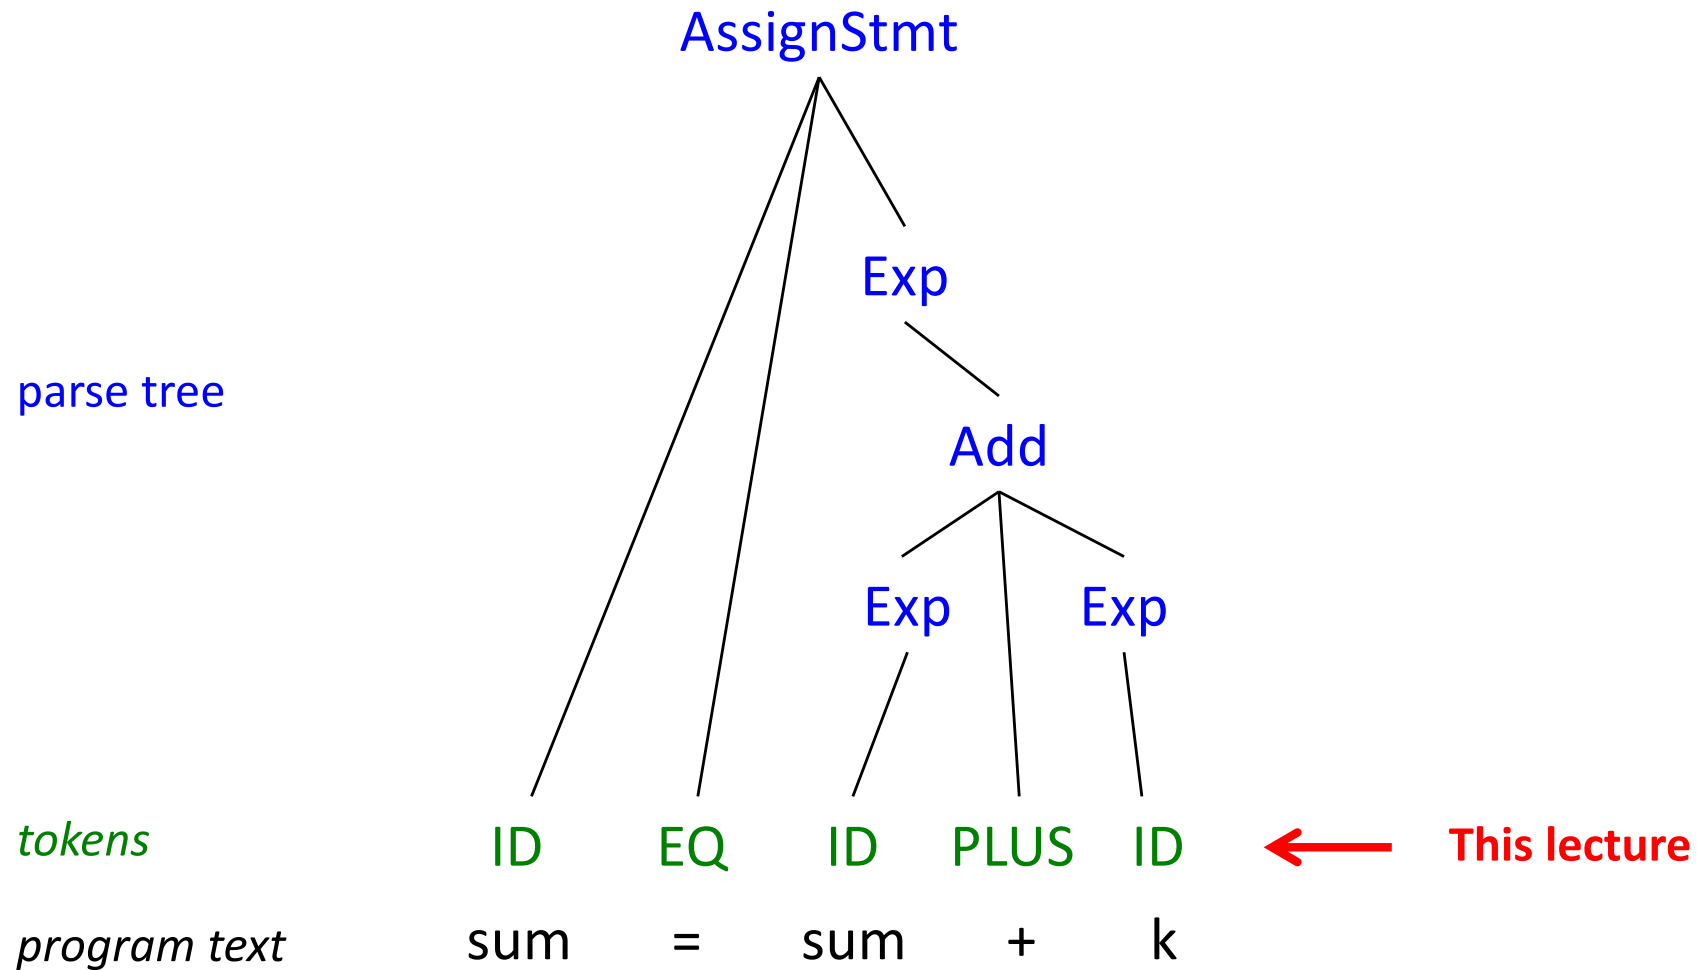 AssignStmt
Exp
parse tree
Add
Exp Exp
tokens ID EQ ID PLUS ID This lecture
program text sum = sum + k